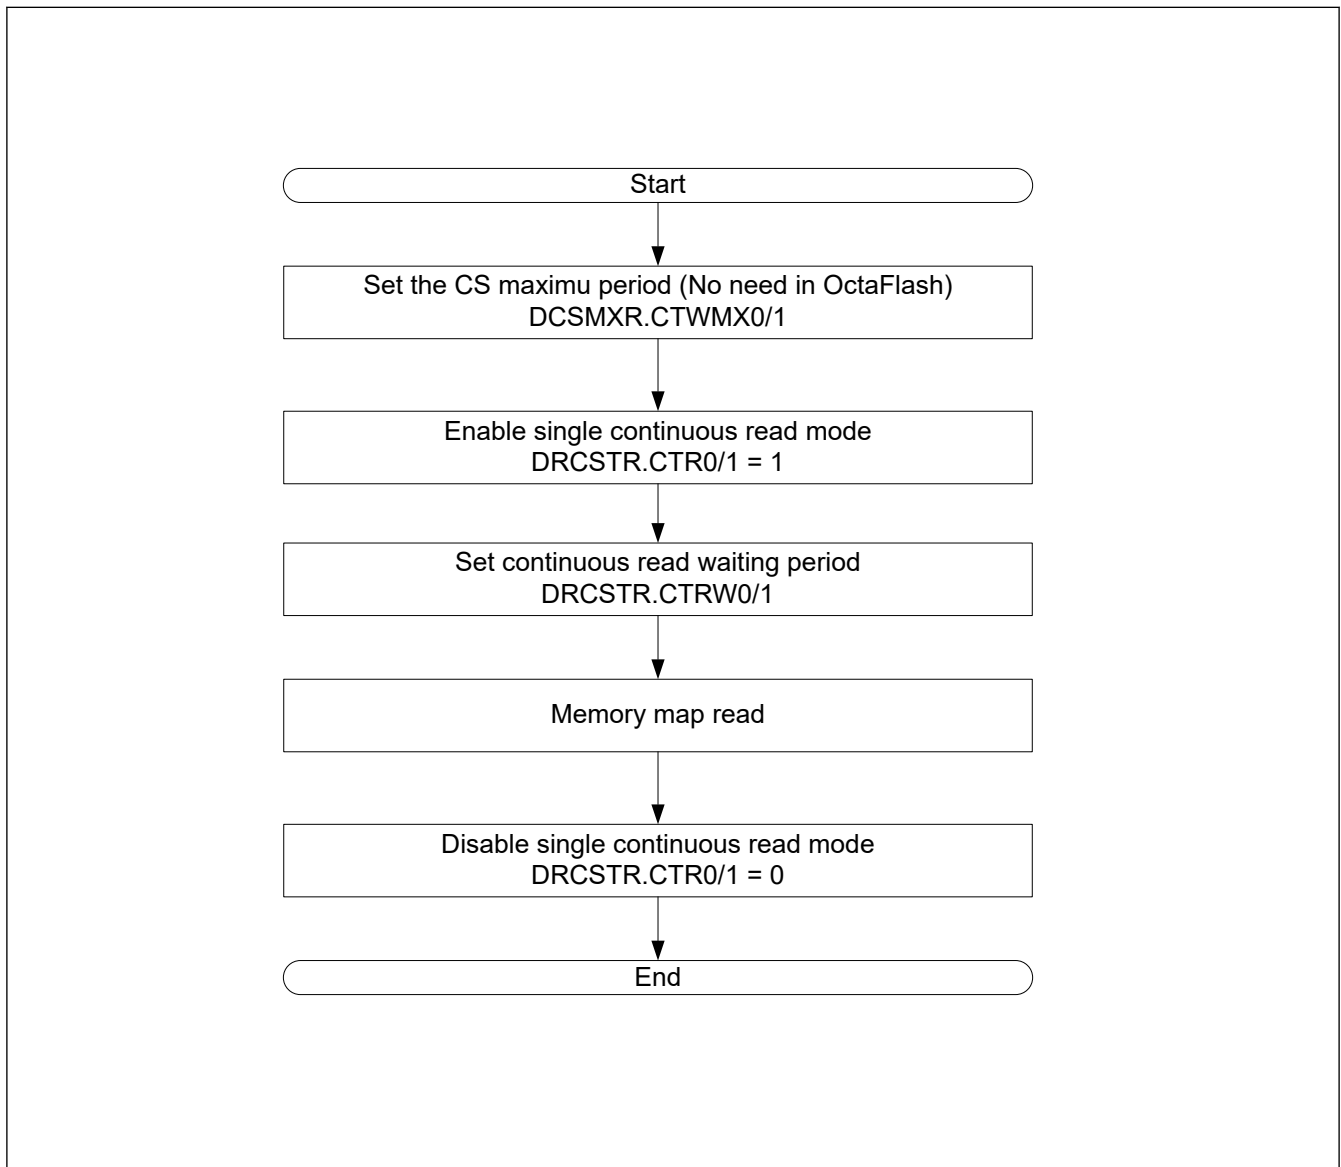 Start
Set the CS maximu period (No need in OctaFlash)
DCSMXR.CTWMX0/1
Enable single continuous read mode
DRCSTR.CTR0/1 = 1
Set continuous read waiting period
DRCSTR.CTRW0/1
Memory map read
Disable single continuous read mode
DRCSTR.CTR0/1 = 0
End